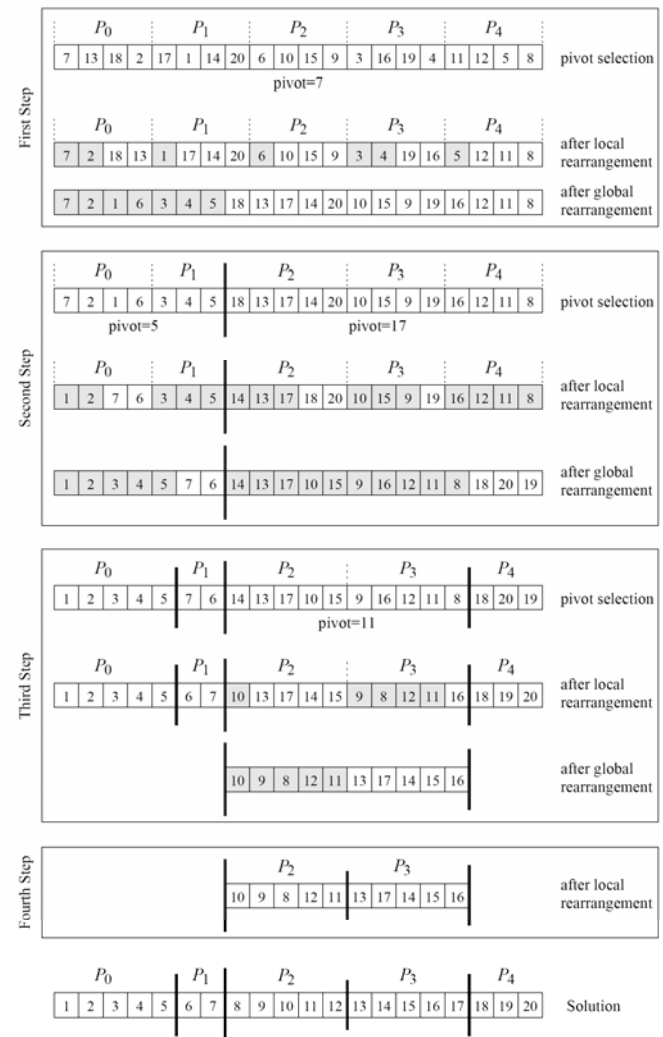 First Step
P0 P1 P2 P3 P4
7 13 18 2 17 1 14 20 6 10 15 9 3 16 19 4 11 12 5 8 pivot selection
pivot=7
P0 P1 P2 P3 P4
7 2 18 13 1 17 14 20 6 10 15 9 3 4 19 16 5 12 11 8 after local
rearrangement
7 2 1 6 3 4 5 18 13 17 14 20 10 15 9 19 16 12 11 8 after global
rearrangement
Second Step
P0 P1 P2 P3 P4
7 2 1 6 3 4 5 18 13 17 14 20 10 15 9 19 16 12 11 8 pivot selection
pivot=5 pivot=17
P0 P1 P2 P3 P4
1 2 7 6 3 4 5 14 13 17 18 20 10 15 9 19 16 12 11 8 after local
rearrangement
1 2 3 4 5 7 6 14 13 17 10 15 9 16 12 11 8 18 20 19 after global
rearrangement
Third Step
P0 P1 P2 P3 P4
1 2 3 4 5 7 6 14 13 17 10 15 9 16 12 11 8 18 20 19 pivot selection
pivot=11
P0 P1 P2 P3 P4
1 2 3 4 5 6 7 10 13 17 14 15 9 8 12 11 16 18 19 20 after local
rearrangement
10 9 8 12 11 13 17 14 15 16 after global
rearrangement
Fourth Step
P2 P3
10 9 8 12 11 13 17 14 15 16 after local
rearrangement
P0 P1 P2 P3 P4
1 2 3 4 5 6 7 8 9 10 11 12 13 14 15 16 17 18 19 20 Solution